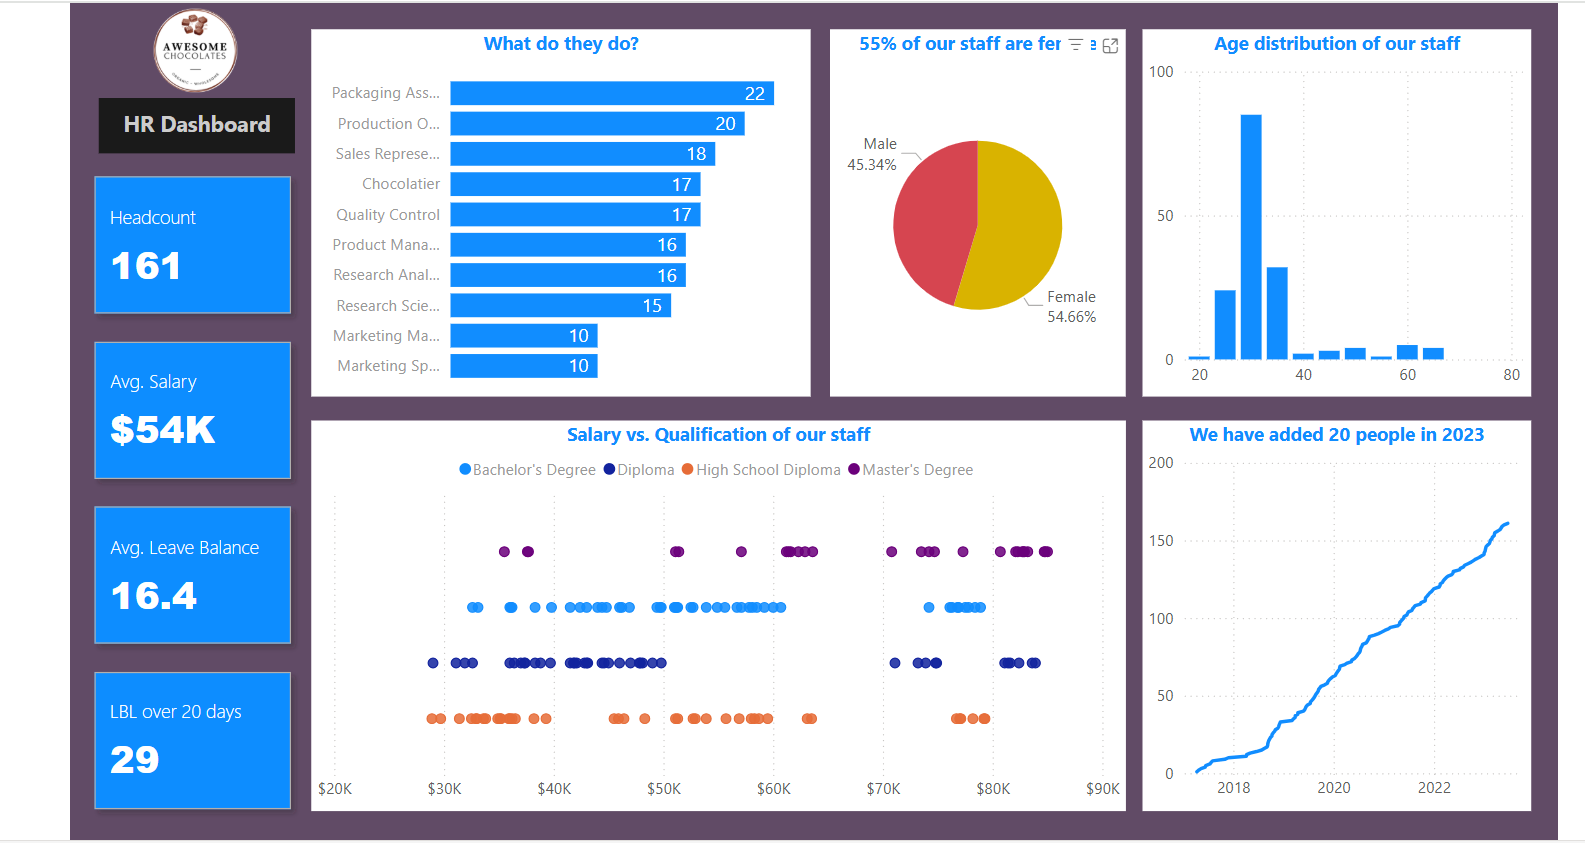 AWESOME
CHOCOLATES
HR Dashboard
Headcount
161
Avg. Salary
$54K
Avg. Leave Balance
16.4
LBL over 20 days
29
What do they do?
Packaging Ass... 22
Production O... 20
Sales Represe... 18
Chocolatier 17
Quality Control 17
Product Mana... 16
Research Anal... 16
Research Scie... 15
Marketing Ma... 10
Marketing Sp... 10
55% of our staff are fe
Male
45.34%
Female
54.66%
Age distribution of our staff
100
50
0
20 40 60 80
Salary vs. Qualification of our staff
Bachelor's Degree Diploma High School Diploma Master's Degree
$20K $30K $40K $50K $60K $70K $80K $90K
We have added 20 people in 2023
200
150
100
50
0
2018 2020 2022